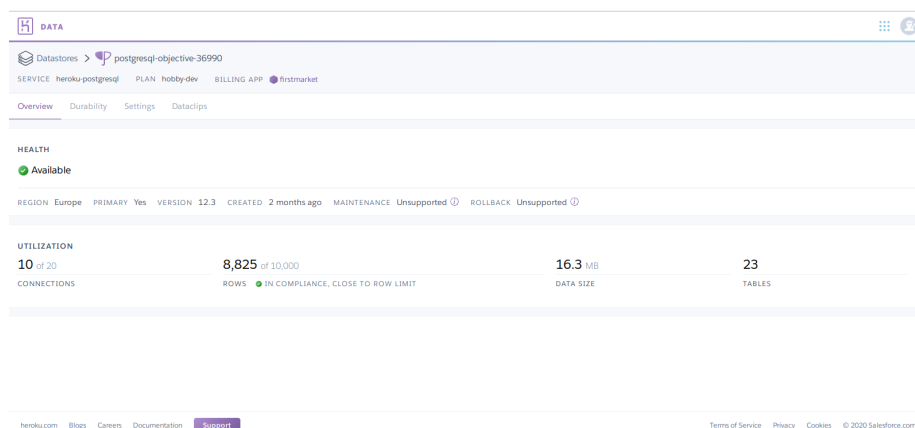 DATA
Datastores > postgresql-objective-36990
SERVICE heroku-postgresql PLAN hobby-dev BILLING APP firstmarket
Overview Durability Settings Dataclips
HEALTH
Available
REGION Europe PRIMARY Yes VERSION 12.3 CREATED 2 months ago MAINTENANCE Unsupported ROLLBACK Unsupported
UTILIZATION
10 of 20 8,825 of 10,000 16.3 MB 23
CONNECTIONS ROWS IN COMPLIANCE, CLOSE TO ROW LIMIT DATA SIZE TABLES
heroku.com Blogs Careers Documentation Support Terms of Service Privacy Cookies © 2020 Salesforce.com